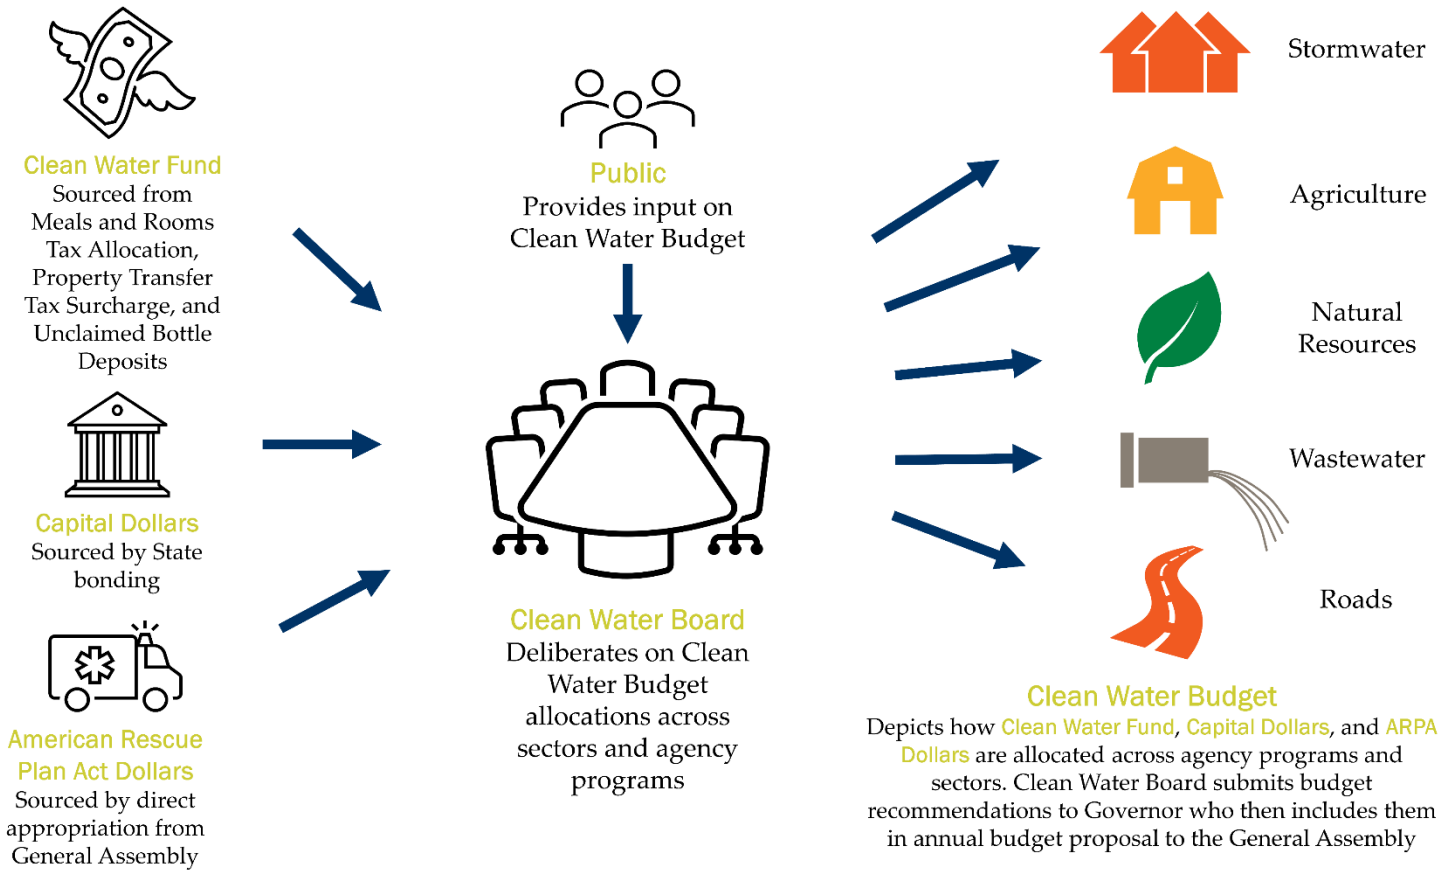 Clean Water Fund
Sourced from
Meals and Rooms
Tax Allocation,
Property Transfer
Tax Surcharge, and
Unclaimed Bottle
Deposits
Capital Dollars
Sourced by State
bonding
American Rescue
Plan Act Dollars
Sourced by direct
appropriation from
General Assembly
Public
Provides input on
Clean Water Budget
Clean Water Board
Deliberates on Clean
Water Budget
allocations across
sectors and agency
programs
Stormwater
Agriculture
Natural
Resources
Wastewater
Roads
Clean Water Budget
Depicts how Clean Water Fund, Capital Dollars, and ARPA
Dollars are allocated across agency programs and
sectors. Clean Water Board submits budget
recommendations to Governor who then includes them
in annual budget proposal to the General Assembly